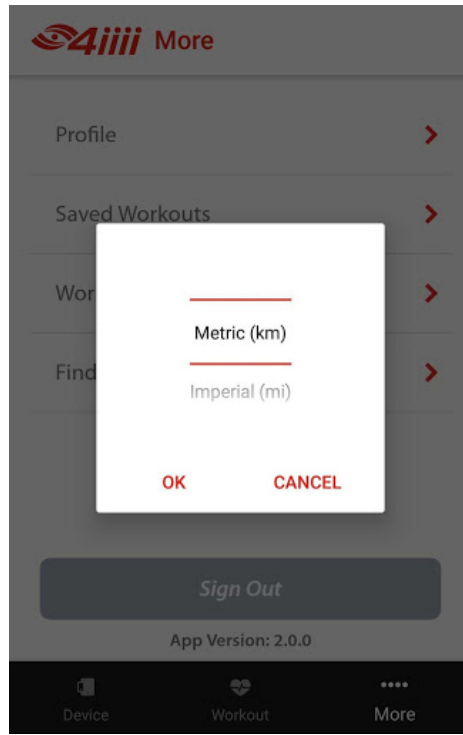 4iiii More
Profile
Saved Workouts
Wor
Metric (km)
Find
Imperial (mi)
OK CANCEL
Sign Out
App Version: 2.0.0
Device Workout More